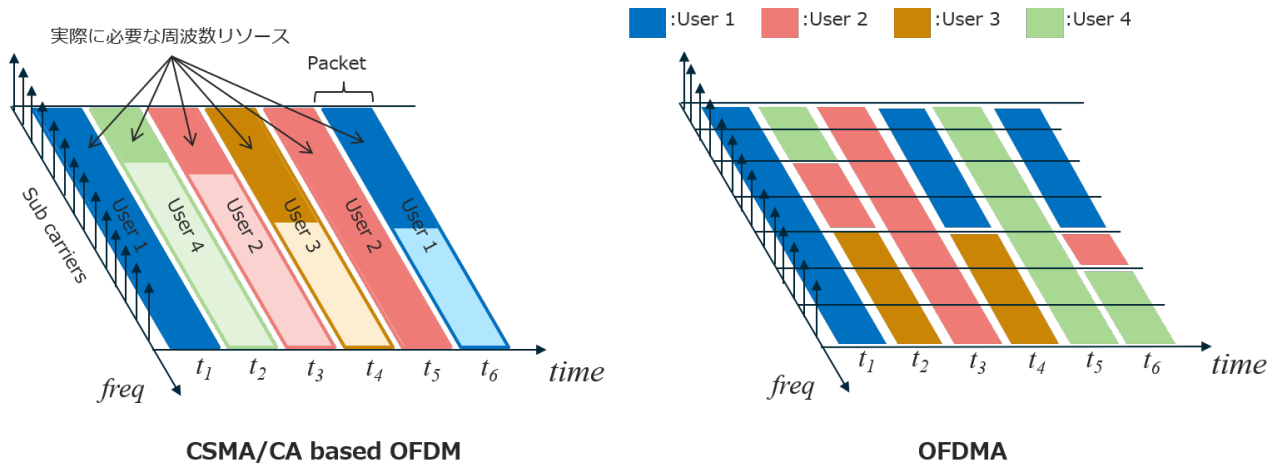 :User 1 :User 2 :User 3 :User 4
実際に必要な周波数リソース
Packet
Sub carriers
User 1
User 4
User 2
User 3
User 2
User 1
t1 t2 t3 t4 t5 t6
time
freq
CSMA/CA based OFDM
t1 t2 t3 t4 t5 t6
time
freq
OFDMA